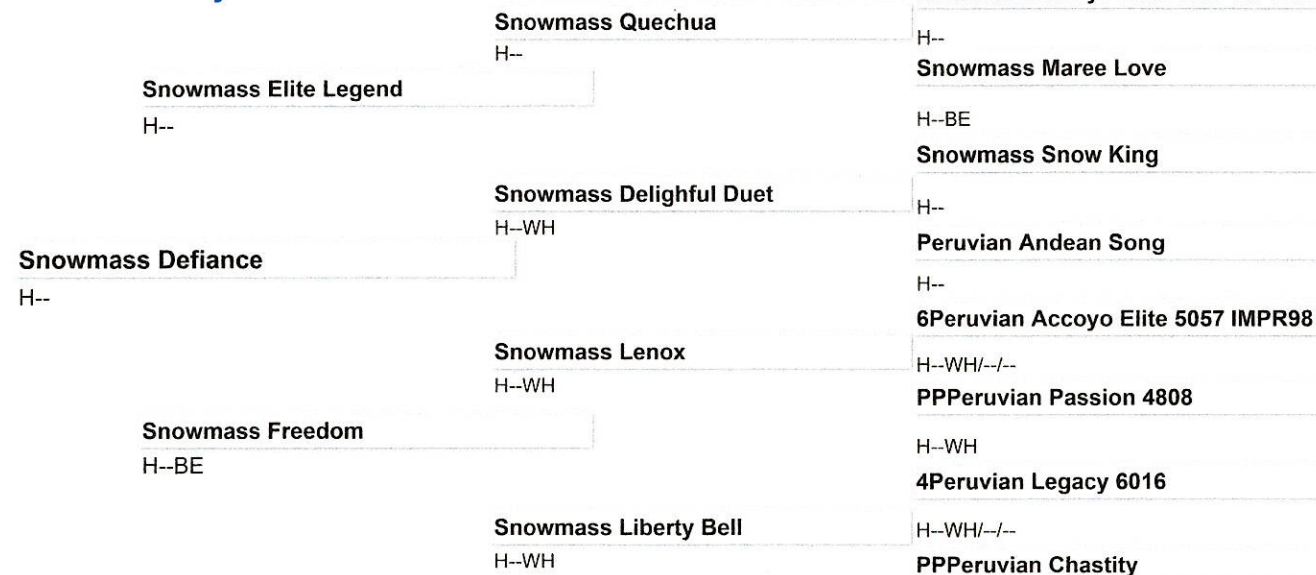 Snowmass Quechua
H--
H--
Snowmass Maree Love
Snowmass Elite Legend
H--
H--BE
Snowmass Snow King
Snowmass Delighful Duet
H--WH
H--
Peruvian Andean Song
Snowmass Defiance
H--
H--
6Peruvian Accoyo Elite 5057 IMPR98
Snowmass Lenox
H--WH
H--WH/--/--
PPPeruvian Passion 4808
Snowmass Freedom
H--BE
H--WH
4Peruvian Legacy 6016
Snowmass Liberty Bell
H--WH
H--WH/--/--
PPPeruvian Chastity